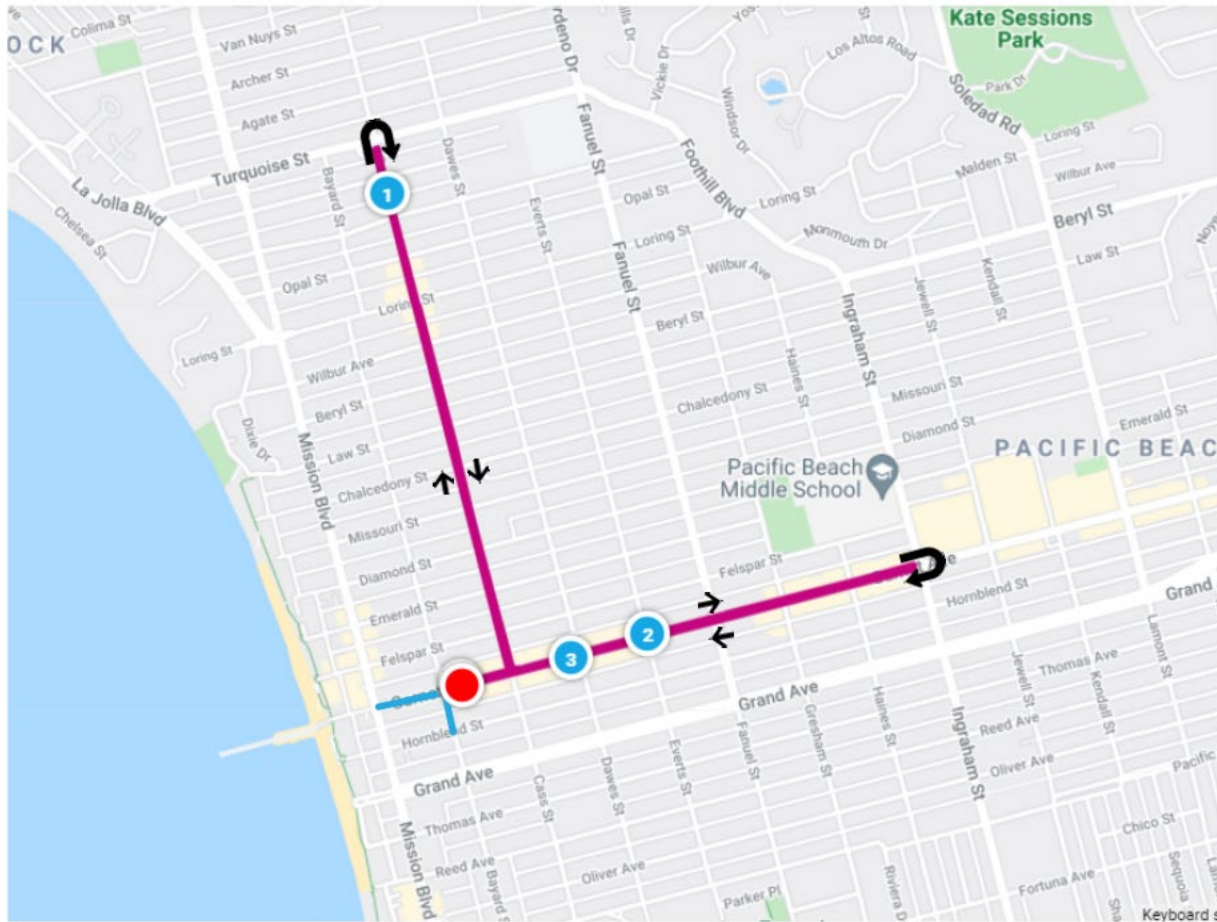 Colima St
OCK
Van Nuys St
Archer St
Agate St
Turquoise St
La Jolla Blvd
Chelsea St
Bayard St
Dawes St
Everts St
Fanuel St
Vickie Dr
Windsor Dr
Los Altos Road
Kate Sessions
Park
Park Dr
Soledad Rd
Loring St
Malden St
Wilbur Ave
Beryl St
Law St
Foothill Blvd
Loring St
Monmouth Dr
Opal St
Loring St
Fanuel St
Wilbur Ave
Beryl St
Ingraham St
Jewell St
Kendall St
1
Opal St
Loring St
Loring St
Wilbur Ave
Beryl St
Dixie Dr
Law St
Mission Blvd
Chalcedony St
Missouri St
Diamond St
Emerald St
Felspar St
Haines St
Chalcedony St
Missouri St
Diamond St
Emerald St
PACIFIC BEAC
Pacific Beach
Middle School
Felspar St
Hornblend St
Grand
2
3
Hornblend St
Grand Ave
Grand Ave
Thomas Ave
Reed Ave
Mission Blvd
Bayard St
Cass St
Dawes St
Everts St
Fanuel St
Gresham St
Haines St
Ingraham St
Jewell St
Kendall St
Lamont St
Thomas Ave
Reed Ave
Oliver Ave
Pacific
Oliver Ave
Riviera D
Parker Pl
Chico St
Sequoia
Fortuna Ave
Keyboard